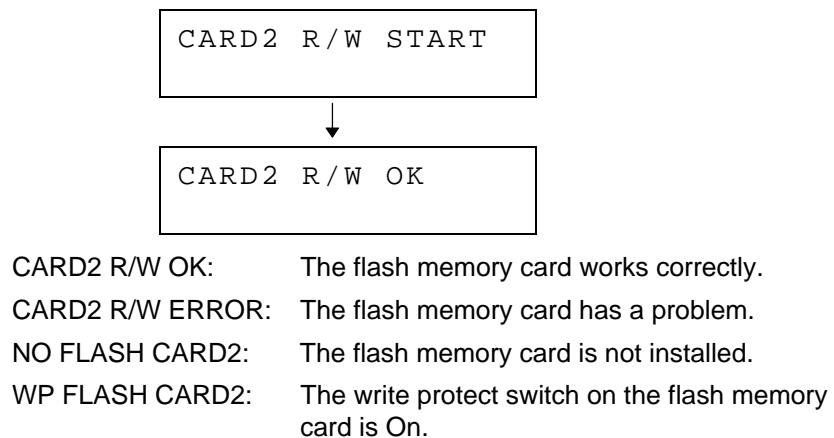 CARD2 R/W START
CARD2 R/W OK
CARD2 R/W OK: The flash memory card works correctly.
CARD2 R/W ERROR: The flash memory card has a problem.
NO FLASH CARD2: The flash memory card is not installed.
WP FLASH CARD2: The write protect switch on the flash memory
card is On.